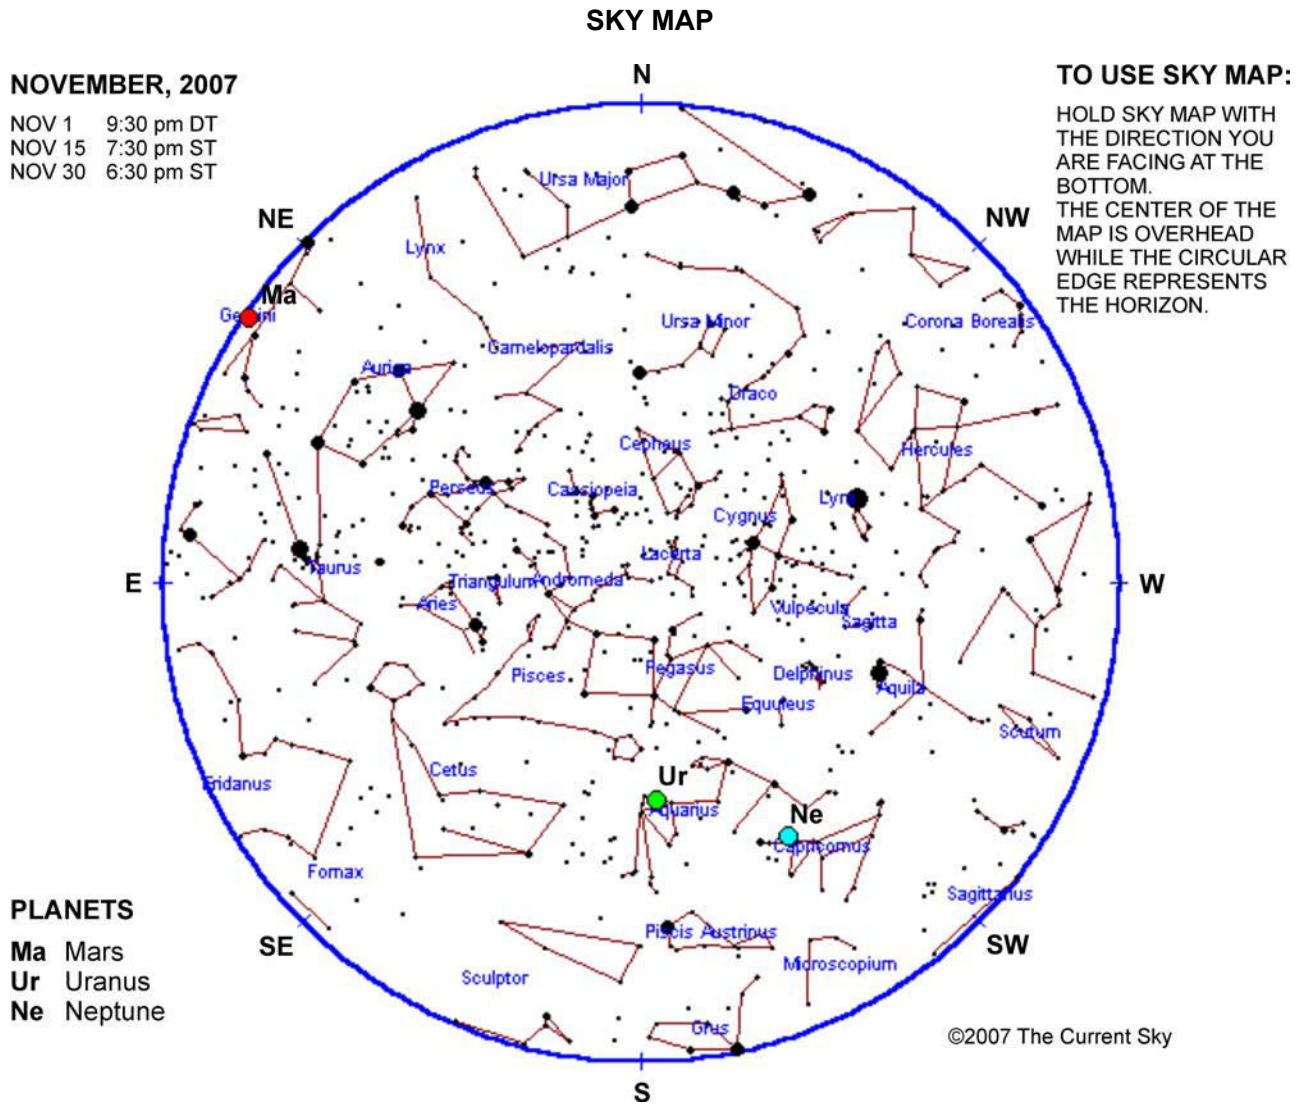 SKY MAP
NOVEMBER, 2007
NOV 1 9:30 pm DT
NOV 15 7:30 pm ST
NOV 30 6:30 pm ST
TO USE SKY MAP:
HOLD SKY MAP WITH
THE DIRECTION YOU
ARE FACING AT THE
BOTTOM.
THE CENTER OF THE
MAP IS OVERHEAD
WHILE THE CIRCULAR
EDGE REPRESENTS
THE HORIZON.
N
NE
NW
Ursa Major
Lynx
Ma
Gemini
Ursa Minor
Corona Borealis
Camelopardalis
Auriga
Draco
Cepheus
Hercules
Perseus
Cassiopeia
Lyra
Cygnus
Lacerta
E
Taurus
Triangulum
Andromeda
W
Aries
Vulpecula
Sagitta
Pisces
Pegasus
Delphinus
Aquila
Equuleus
Scutum
Cetus
Ur
Eridanus
Aquarius
Ne
Capricornus
Fornax
Sagittarius
PLANETS
Ma Mars
Ur Uranus
Ne Neptune
SE
SW
Piscis Austrinus
Microscopium
Sculptor
Grus
©2007 The Current Sky
S